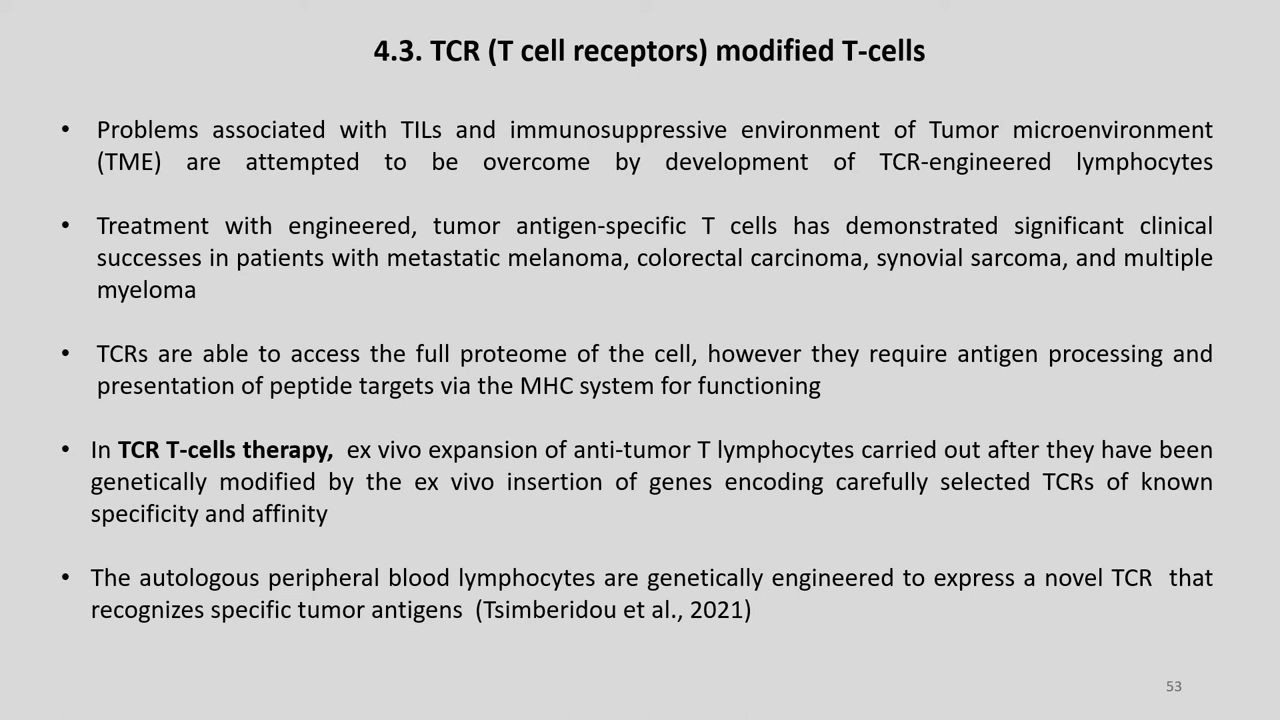 4.3. TCR (T cell receptors) modified T-cells
• Problems associated with TILs and immunosuppressive environment of Tumor microenvironment
(TME) are attempted to be overcome by development of TCR-engineered lymphocytes
• Treatment with engineered, tumor antigen-specific T cells has demonstrated significant clinical
successes in patients with metastatic melanoma, colorectal carcinoma, synovial sarcoma, and multiple
myeloma
• TCRs are able to access the full proteome of the cell, however they require antigen processing and
presentation of peptide targets via the MHC system for functioning
• In TCR T-cells therapy, ex vivo expansion of anti-tumor T lymphocytes carried out after they have been
genetically modified by the ex vivo insertion of genes encoding carefully selected TCRs of known
specificity and affinity
• The autologous peripheral blood lymphocytes are genetically engineered to express a novel TCR that
recognizes specific tumor antigens (Tsimberidou et al., 2021)
53